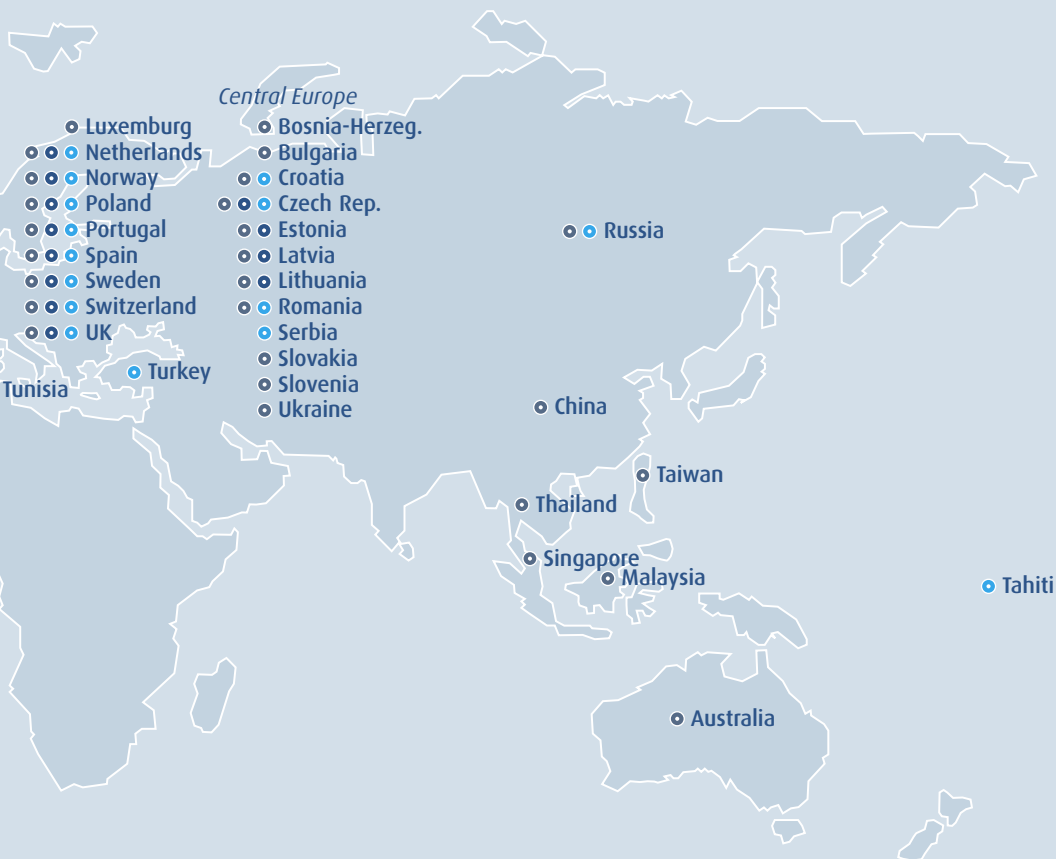 Central Europe
Luxemburg
Netherlands
Norway
Poland
Portugal
Spain
Sweden
Switzerland
UK
Bosnia-Herzeg.
Bulgaria
Croatia
Czech Rep.
Estonia
Latvia
Lithuania
Romania
Serbia
Slovakia
Slovenia
Ukraine
Tunisia
Turkey
Russia
China
Taiwan
Thailand
Singapore
Malaysia
Tahiti
Australia